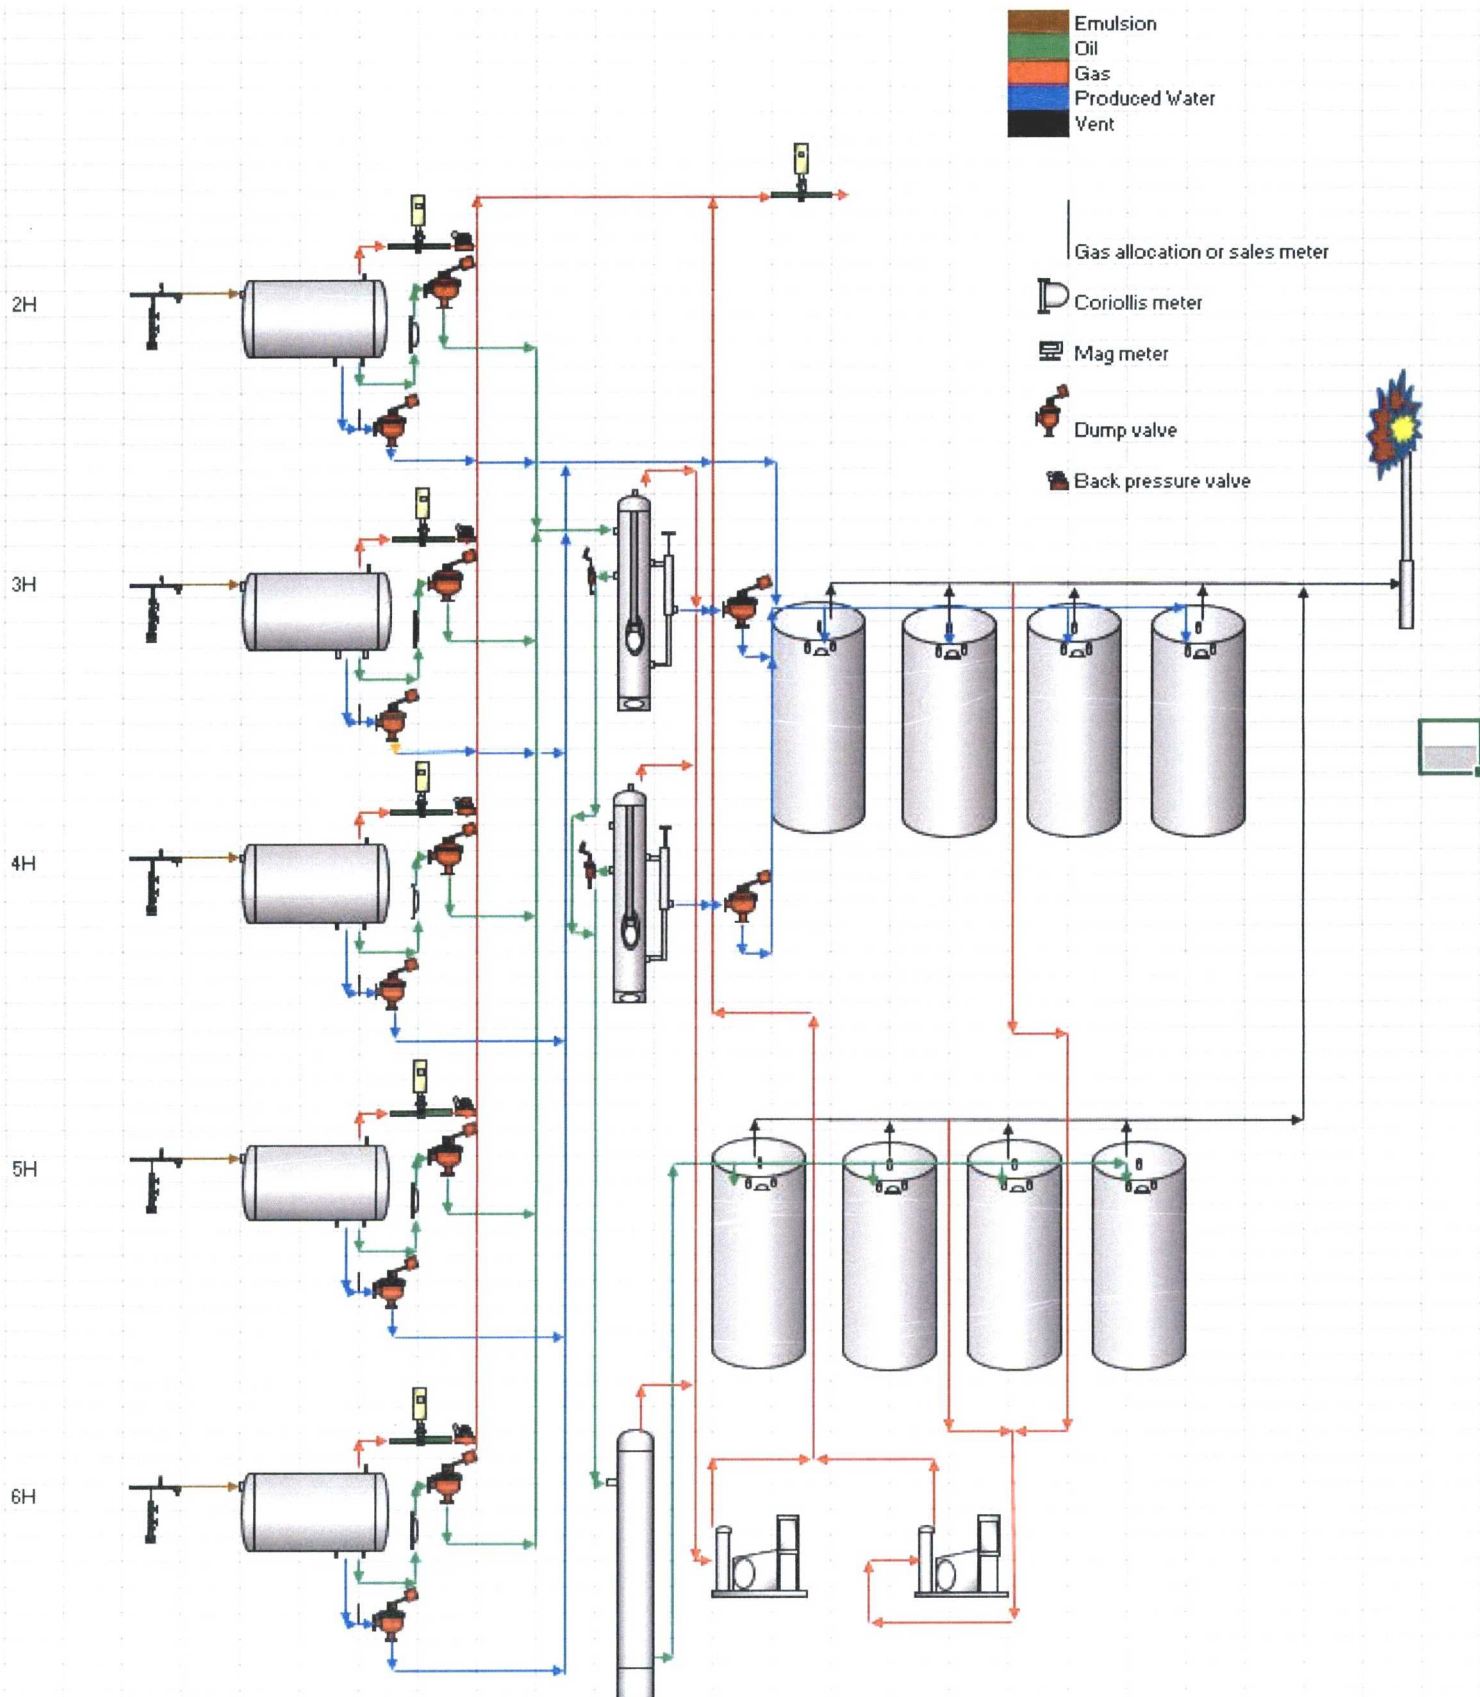 Emulsion
Oil
Gas
Produced Water
Vent
Gas allocation or sales meter
Coriollis meter
Mag meter
Dump valve
Back pressure valve
2H
3H
4H
5H
6H